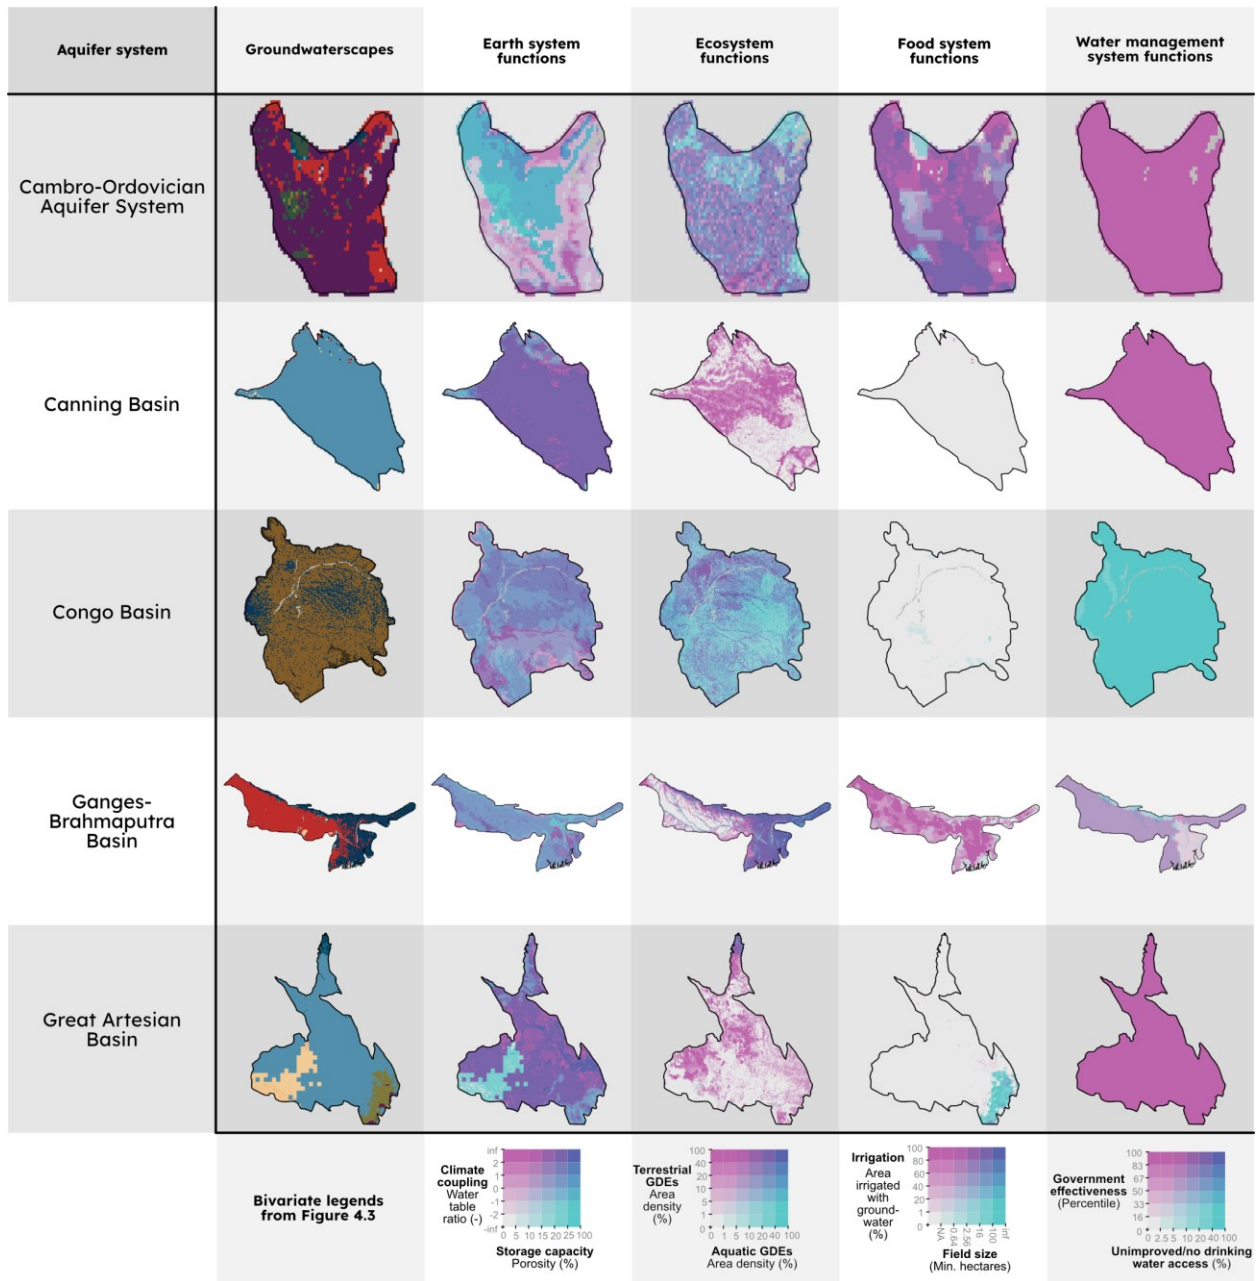 Aquifer system
Groundwaterscapes
Earth system
functions
Ecosystem
functions
Food system
functions
Water management
system functions
Cambro-Ordovician
Aquifer System
Canning Basin
Congo Basin
Ganges-
Brahmaputra
Basin
Great Artesian
Basin
Bivariate legends
from Figure 4.3
Climate
coupling
Water
table
ratio (-)
inf
2
1
0
-1
-2
-inf
0 5 10 15 20 25 100
Storage capacity
Porosity (%)
Terrestrial
GDEs
Area
density
(%)
100
40
20
10
5
1
0
0 1 5 10 20 40 100
Aquatic GDEs
Area density (%)
Irrigation
Area
irrigated
with
ground-
water
(%)
100
80
60
40
20
1
0
NA
0.64
2.56
16
100
inf
Field size
(Min. hectares)
Government
effectiveness
(Percentile)
100
83
67
50
33
16
0
0 2.5 5 10 20 40 100
Unimproved/no drinking
water access (%)